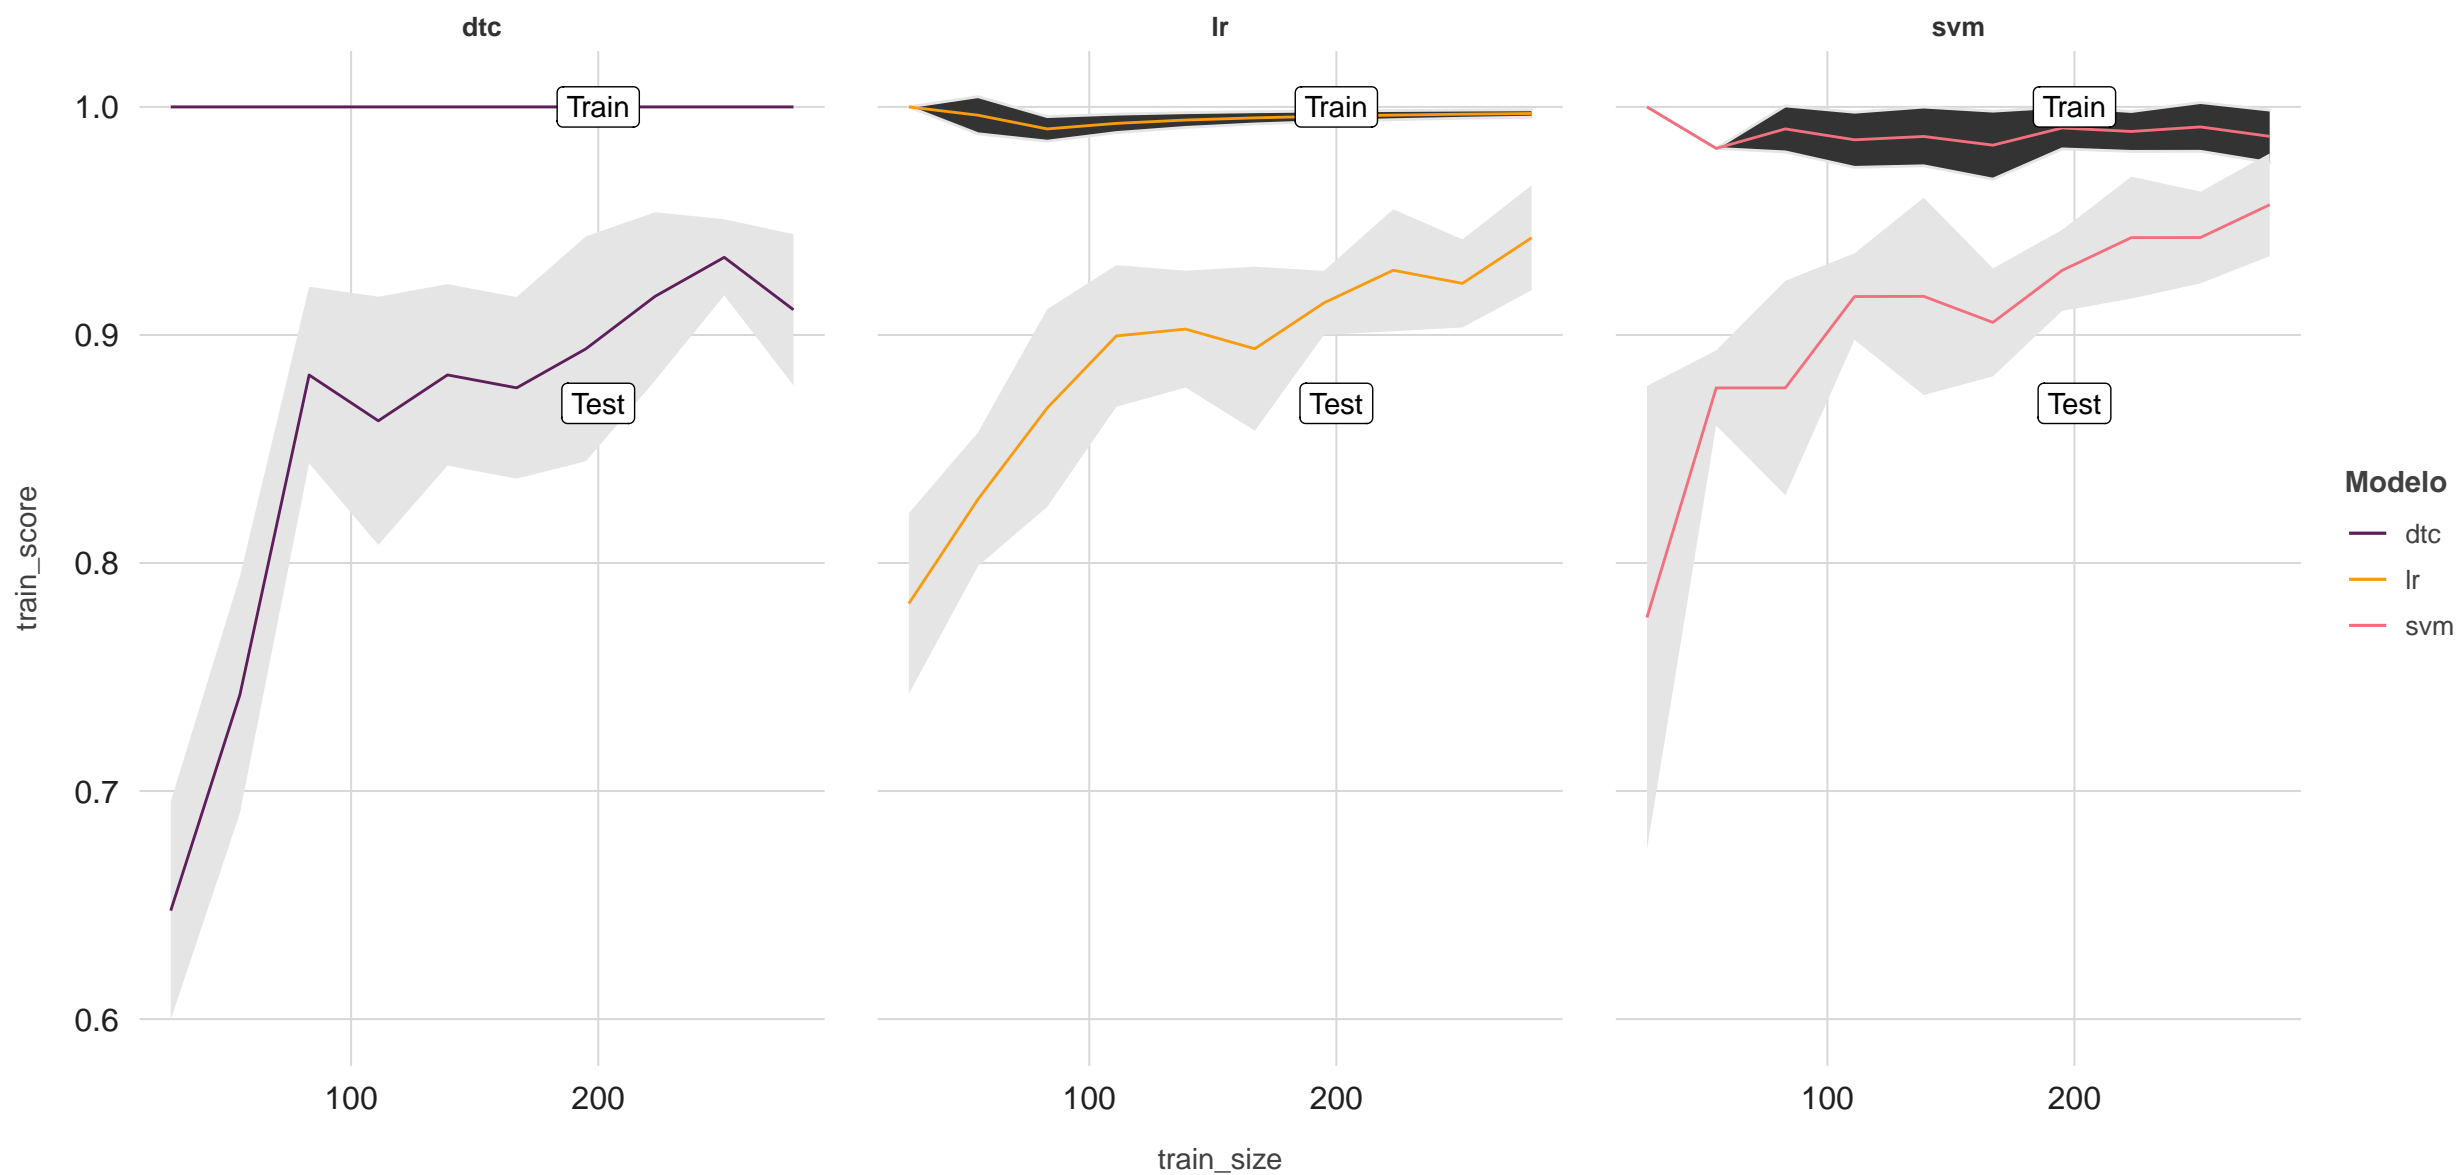 dtc
lr
svm
1.0
0.9
0.8
0.7
0.6
train_score
Train
Test
Train
Test
Train
Test
100
200
100
200
100
200
train_size
Modelo
dtc
lr
svm